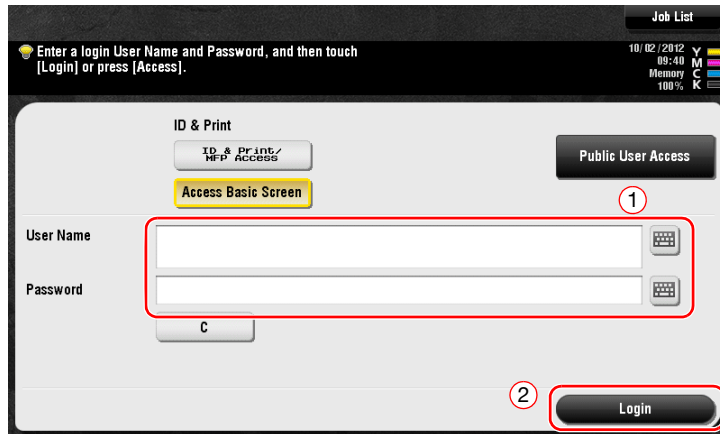 Job List
Enter a login User Name and Password, and then touch
[Login] or press [Access].
10/02/2012
09:40
Memory
100%
Y
M
C
K
ID & Print
ID & Print/
MFP Access
Access Basic Screen
Public User Access
1
User Name
Password
C
2
Login